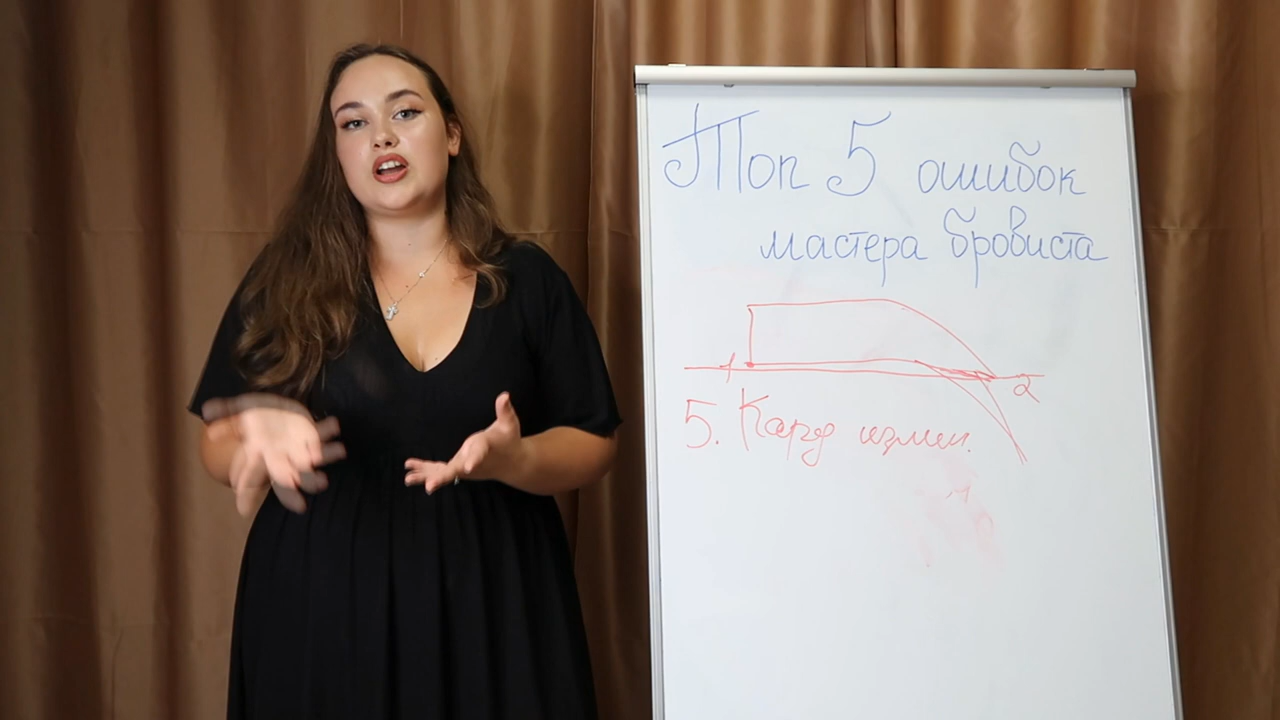 Топ 5 ошибок
мастера бровиста
1
2
5. Кард измен.